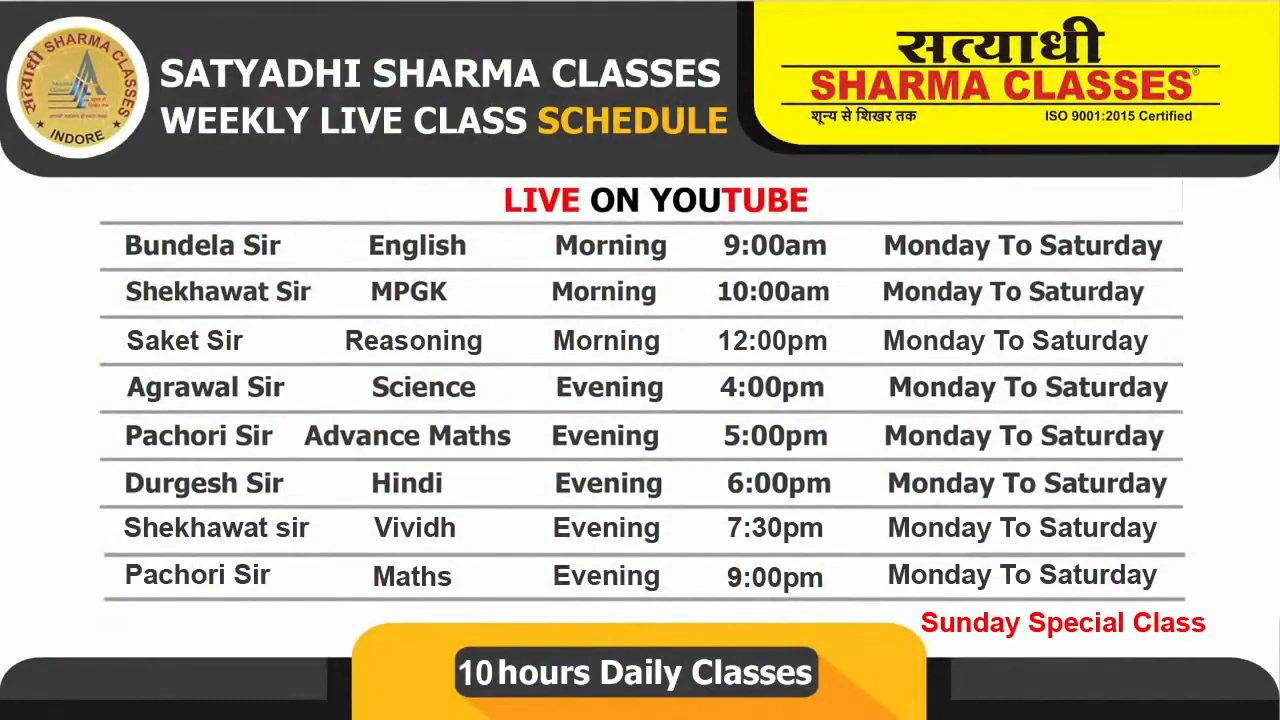 सत्याधी SHARMA CLASSES
INDORE
SATYADHI SHARMA CLASSES
WEEKLY LIVE CLASS SCHEDULE
सत्याधी
SHARMA CLASSES®
शून्य से शिखर तक ISO 9001:2015 Certified
LIVE ON YOUTUBE
Bundela Sir English Morning 9:00am Monday To Saturday
Shekhawat Sir MPGK Morning 10:00am Monday To Saturday
Saket Sir Reasoning Morning 12:00pm Monday To Saturday
Agrawal Sir Science Evening 4:00pm Monday To Saturday
Pachori Sir Advance Maths Evening 5:00pm Monday To Saturday
Durgesh Sir Hindi Evening 6:00pm Monday To Saturday
Shekhawat sir Vividh Evening 7:30pm Monday To Saturday
Pachori Sir Maths Evening 9:00pm Monday To Saturday
Sunday Special Class
10 hours Daily Classes